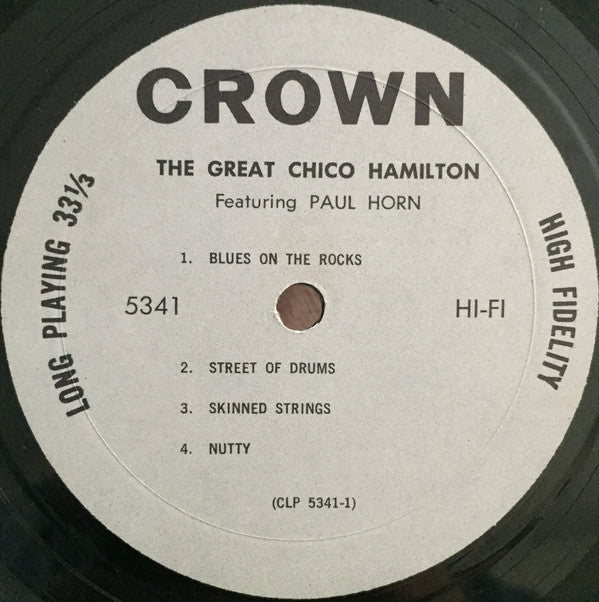 CROWN
THE GREAT CHICO HAMILTON
Featuring PAUL HORN
LONG PLAYING 33⅓
HIGH FIDELITY
1. BLUES ON THE ROCKS
5341
HI-FI
2. STREET OF DRUMS
3. SKINNED STRINGS
4. NUTTY
(CLP 5341-1)